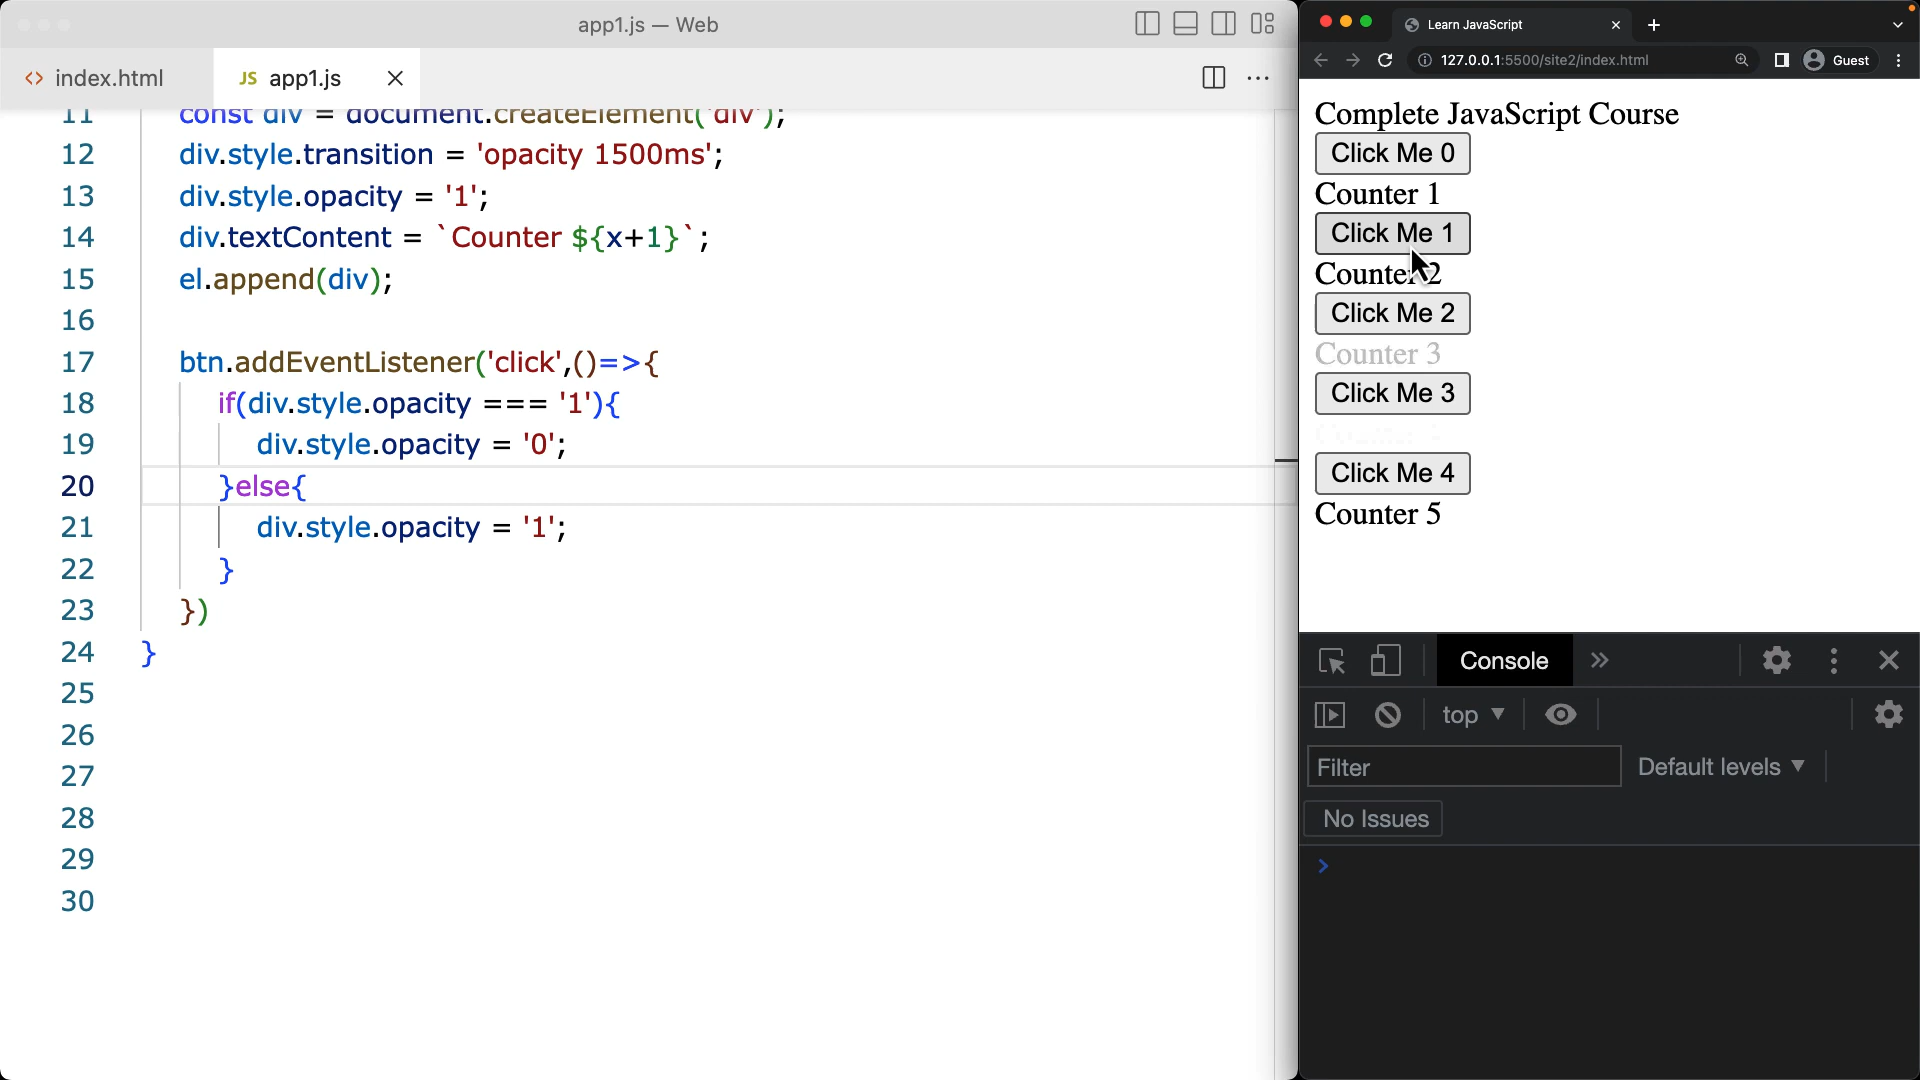 app1.js — Web
index.html
JS app1.js
11 const div = document.createElement('div');
12 div.style.transition = 'opacity 1500ms';
13 div.style.opacity = '1';
14 div.textContent = `Counter ${x+1}`;
15 el.append(div);
16
17 btn.addEventListener('click',()=>{
18 if(div.style.opacity === '1'){
19 div.style.opacity = '0';
20 }else{
21 div.style.opacity = '1';
22 }
23 })
24 }
25
26
27
28
29
30
Learn JavaScript
127.0.0.1:5500/site2/index.html
Guest
Complete JavaScript Course
Click Me 0
Counter 1
Click Me 1
Counter 2
Click Me 2
Counter 3
Click Me 3
Click Me 4
Counter 5
Console
top
Filter
Default levels
No Issues